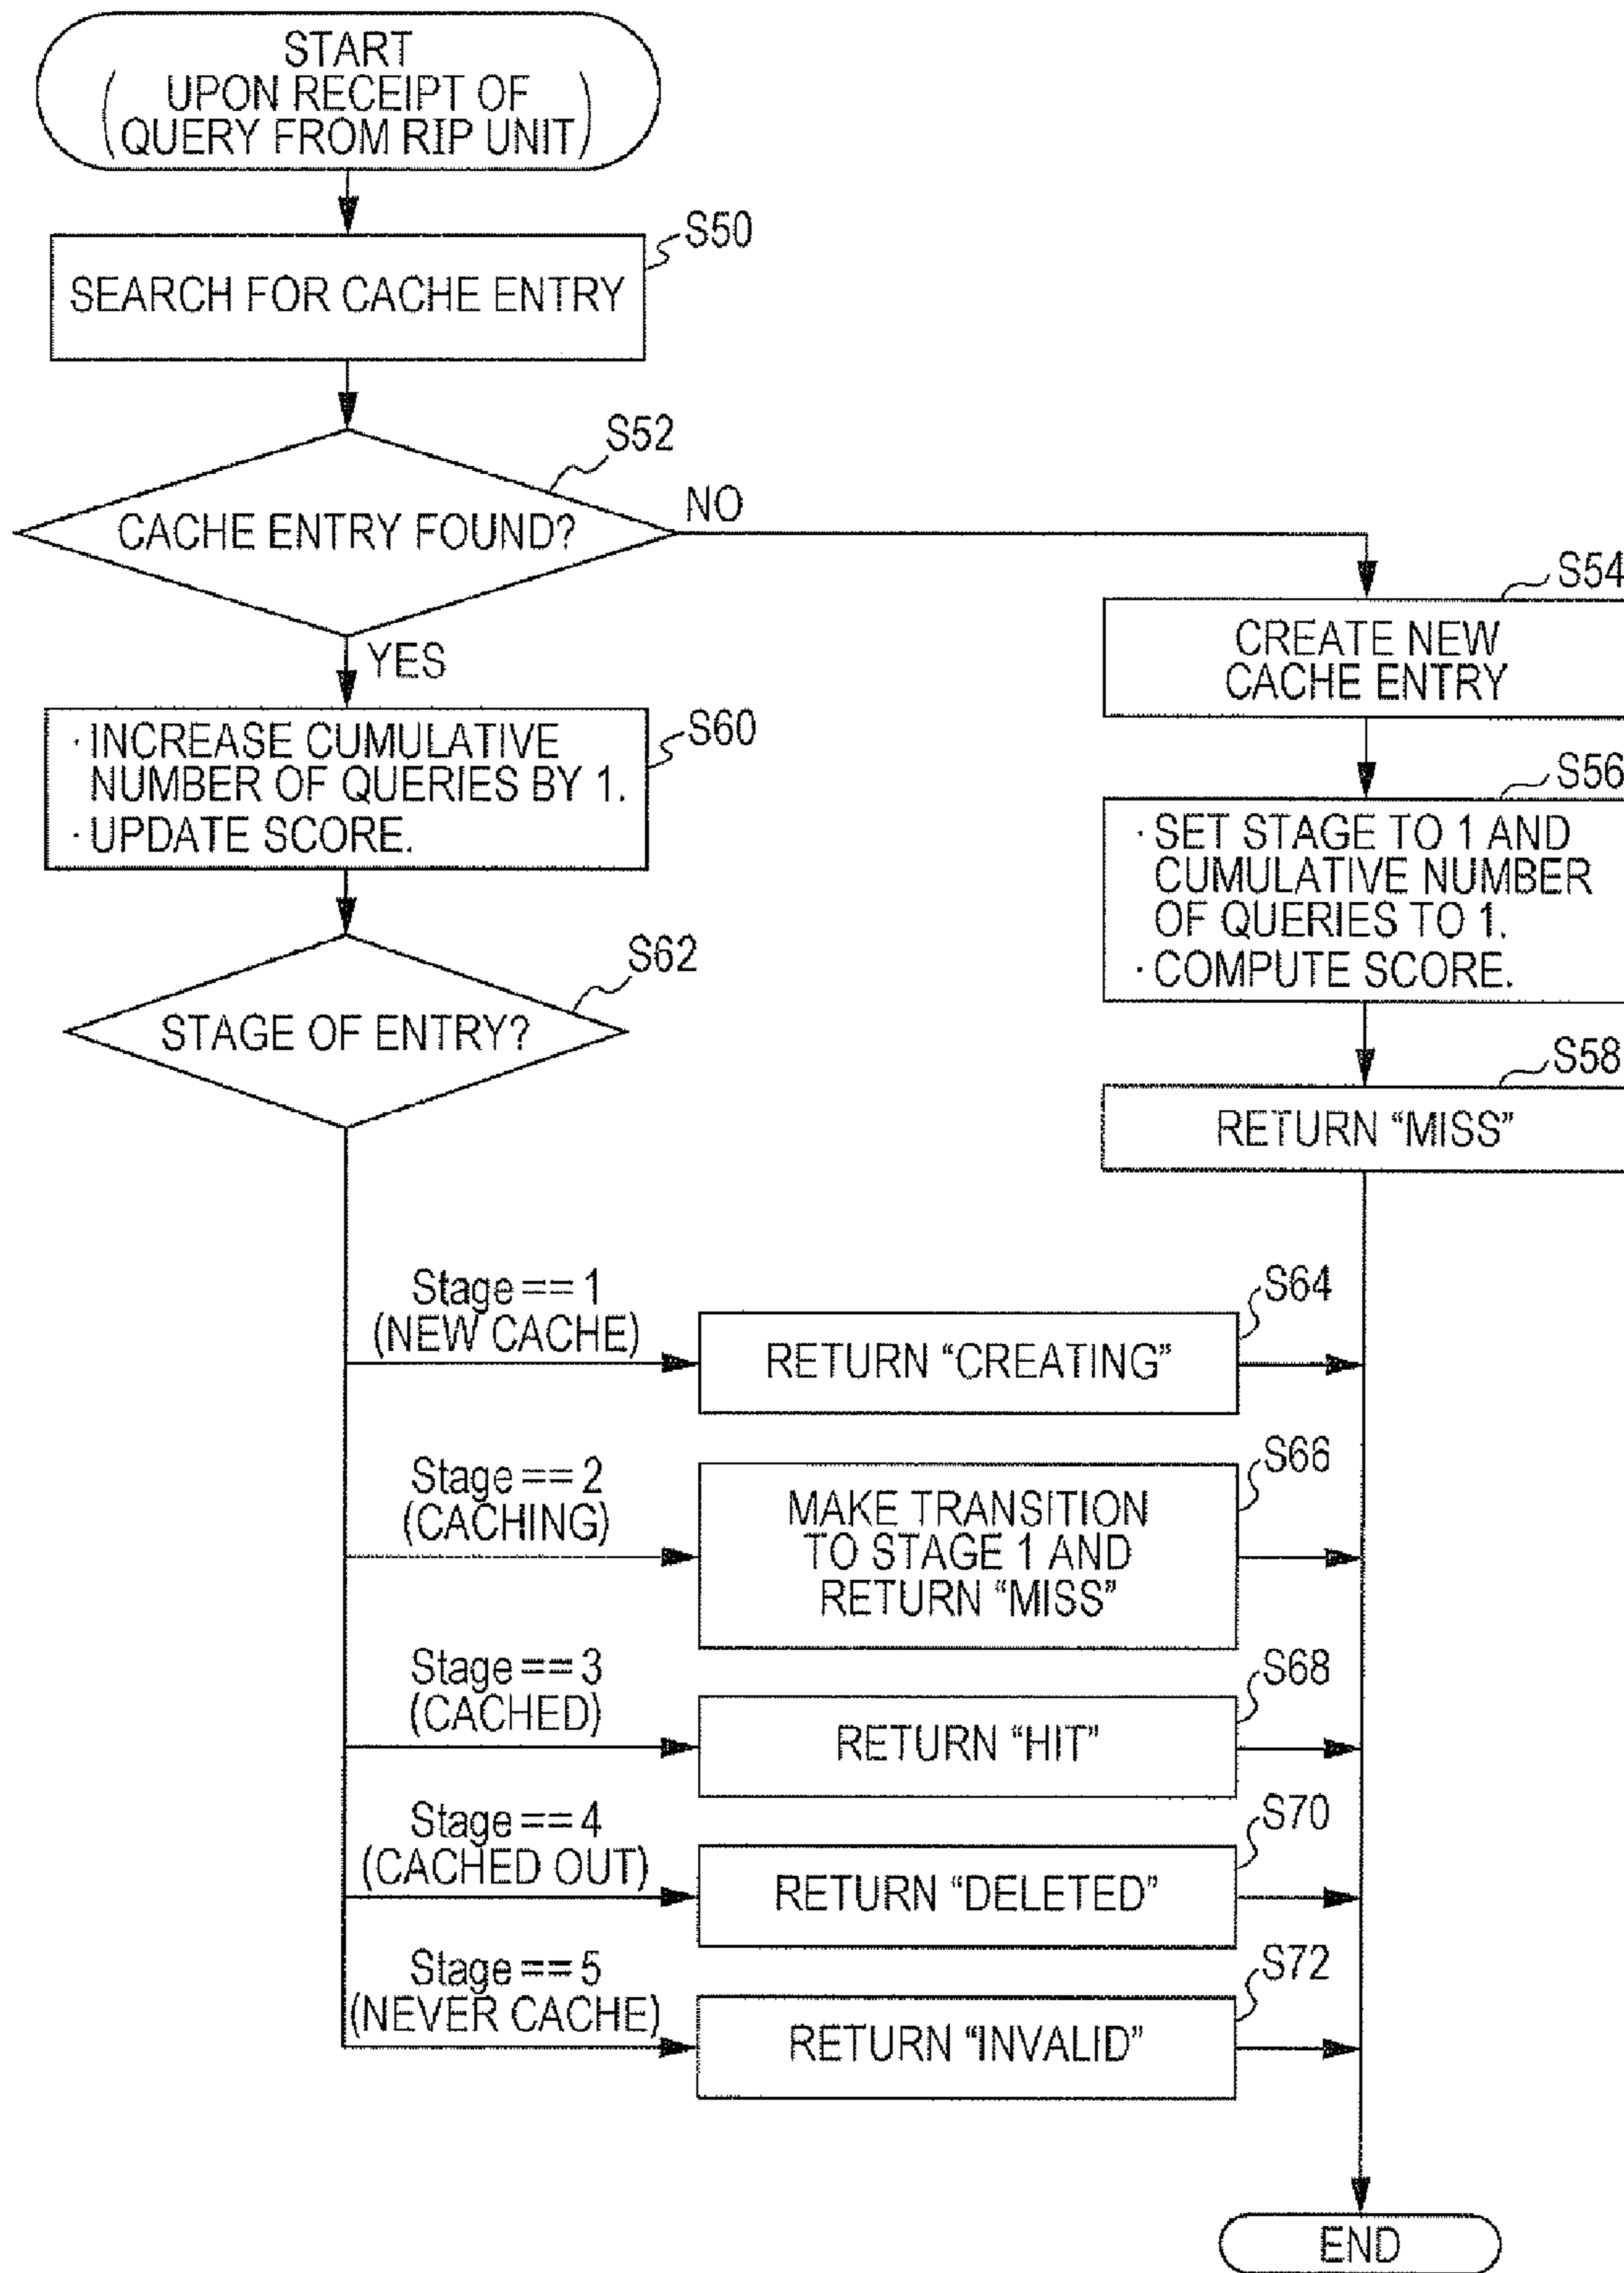 START
UPON RECEIPT OF
(QUERY FROM RIP UNIT)
S50
SEARCH FOR CACHE ENTRY
S52
CACHE ENTRY FOUND?
NO
YES
S54
CREATE NEW
CACHE ENTRY
S60
· INCREASE CUMULATIVE
NUMBER OF QUERIES BY 1.
· UPDATE SCORE.
S56
· SET STAGE TO 1 AND
CUMULATIVE NUMBER
OF QUERIES TO 1.
· COMPUTE SCORE.
S62
STAGE OF ENTRY?
S58
RETURN “MISS”
Stage == 1
(NEW CACHE)
S64
RETURN “CREATING”
Stage == 2
(CACHING)
S66
MAKE TRANSITION
TO STAGE 1 AND
RETURN “MISS”
Stage == 3
(CACHED)
S68
RETURN “HIT”
Stage == 4
(CACHED OUT)
S70
RETURN “DELETED”
Stage == 5
(NEVER CACHE)
S72
RETURN “INVALID”
END